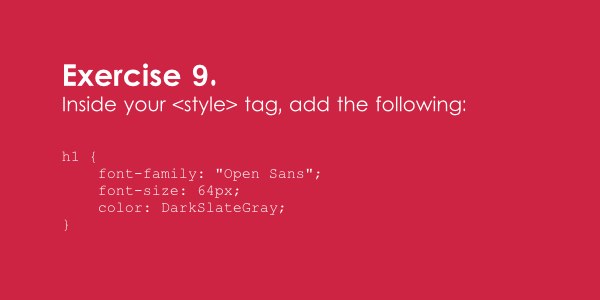 Exercise 9.
Inside your <style> tag, add the following:
h1 {
    font-family: "Open Sans";
    font-size: 64px;
    color: DarkSlateGray;
}